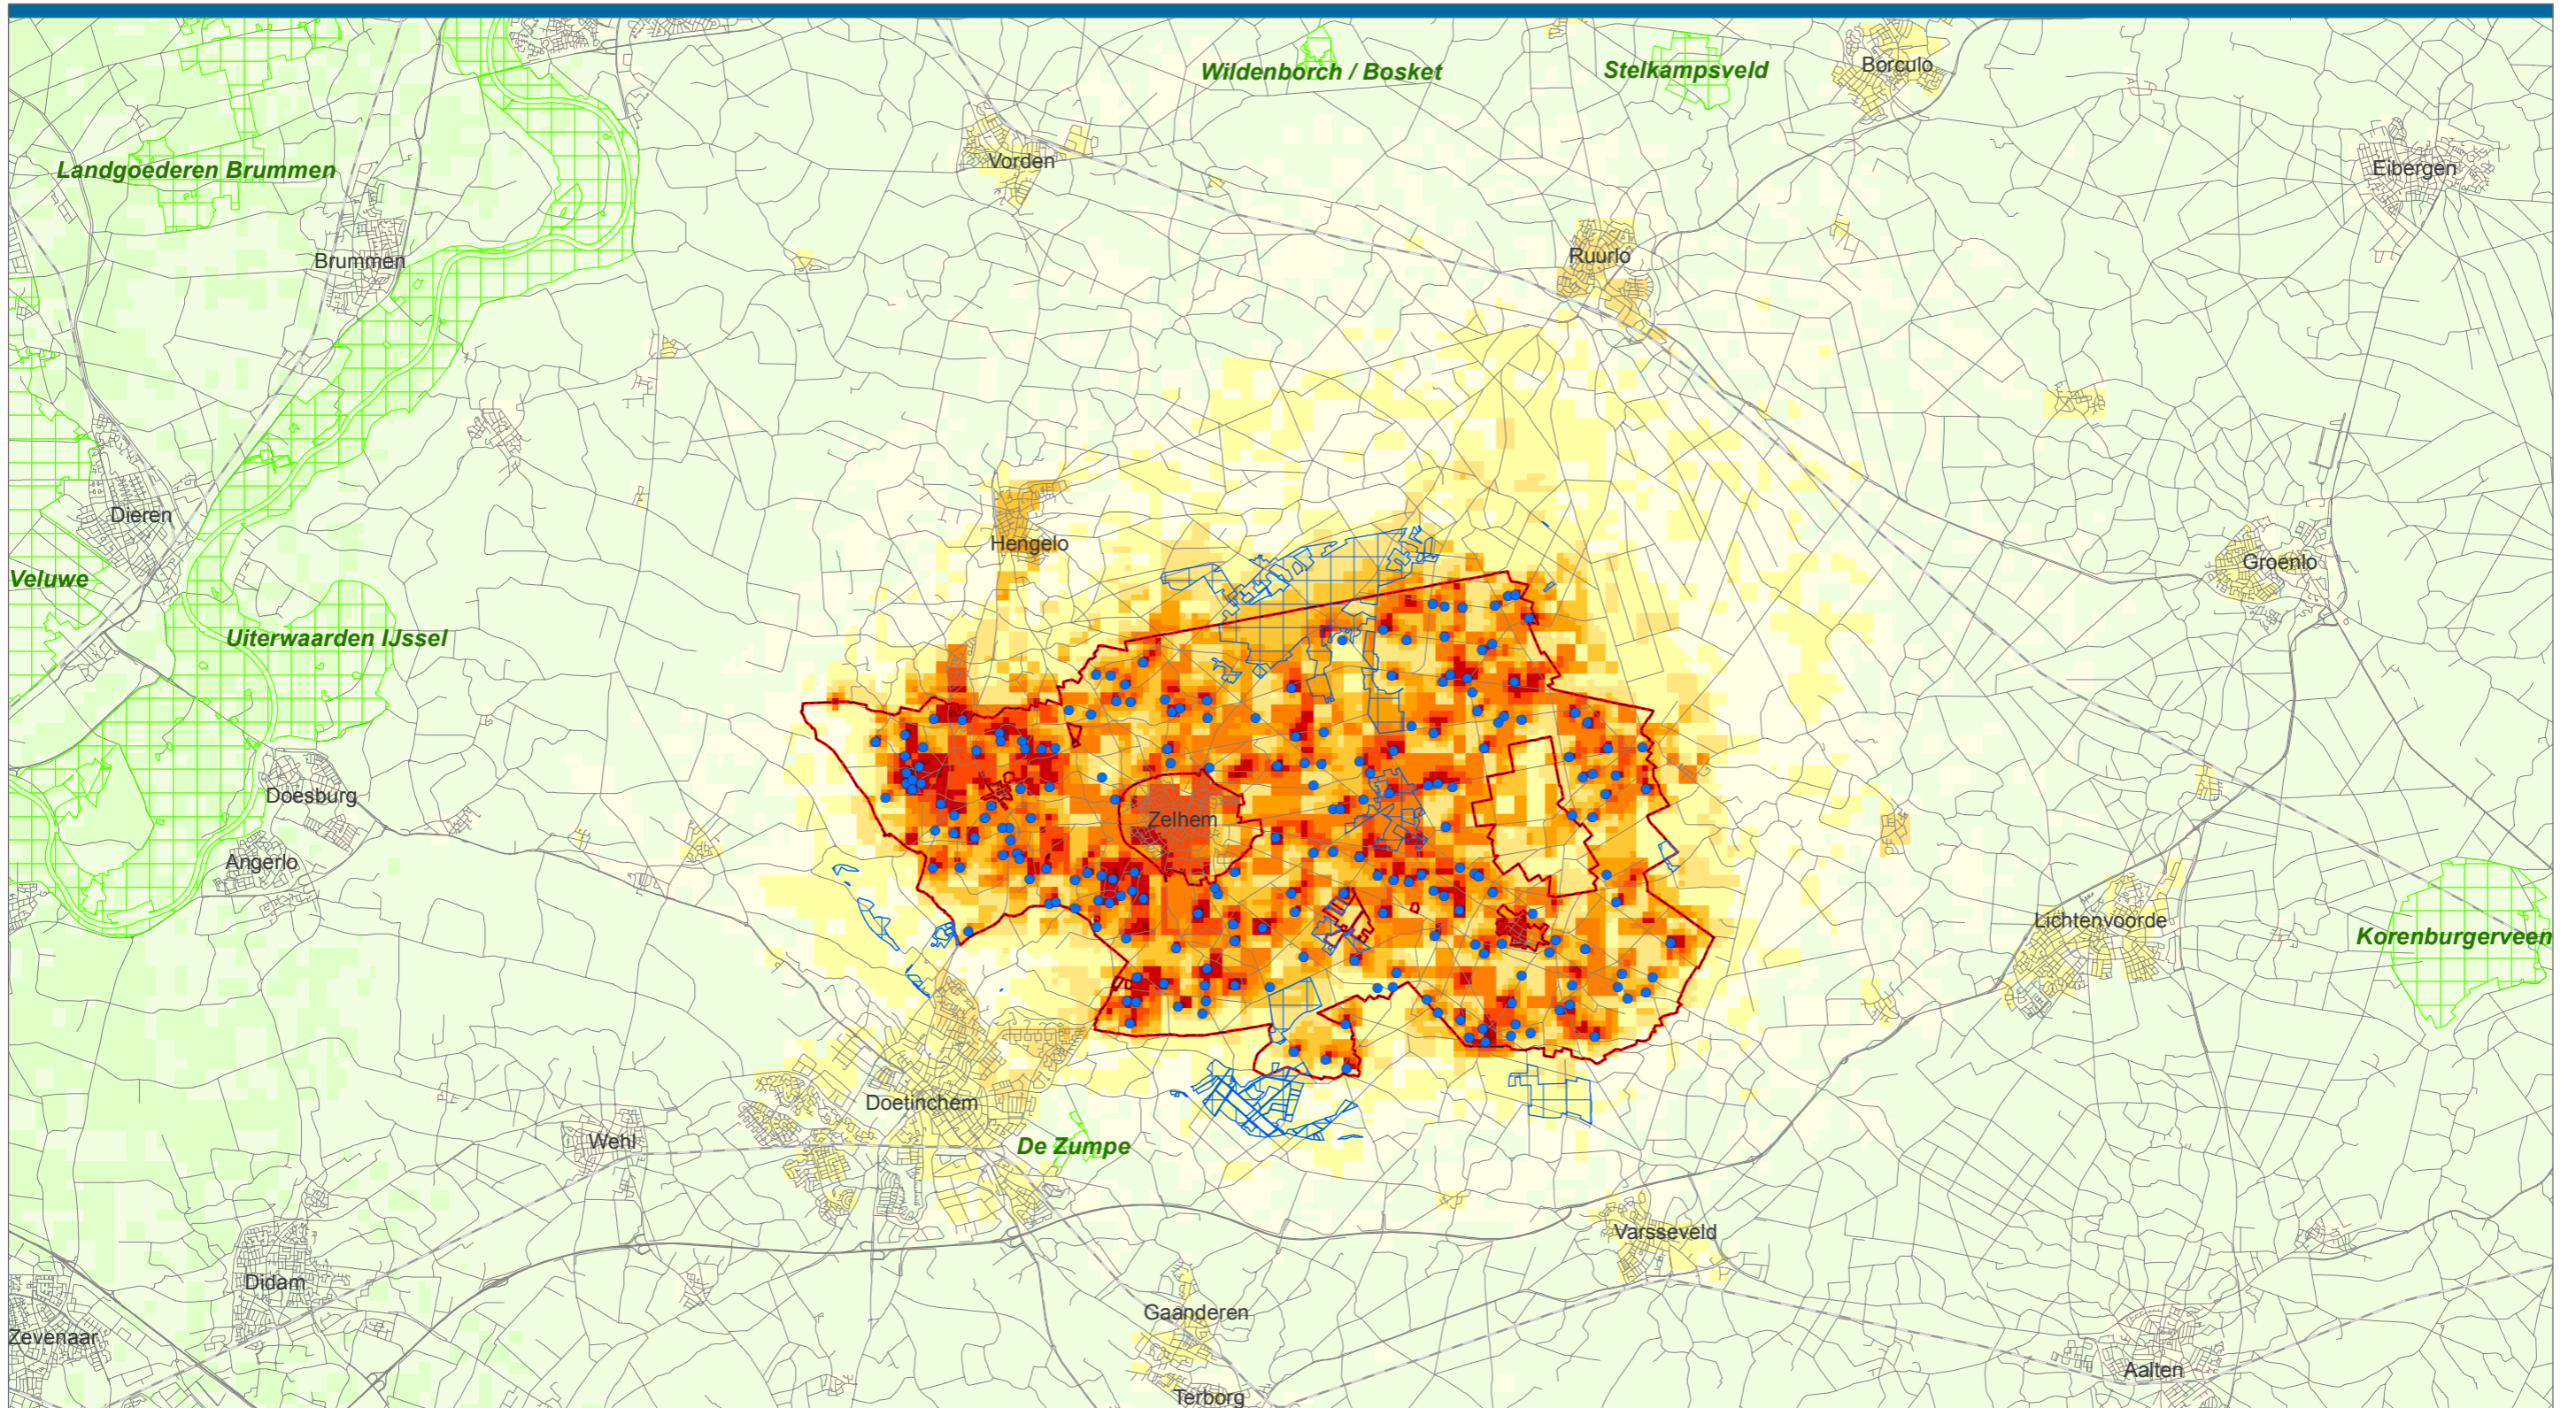 Wildenborch / Bosket
Stelkampsveld
Borculo
Landgoederen Brummen
Vorden
Eibergen
Brummen
Ruurlo
Dieren
Hengelo
Groenlo
Veluwe
Uiterwaarden IJssel
Doesburg
Zelhem
Angerlo
Lichtenvoorde
Korenburgerveen
Doetinchem
Wehl
De Zumpe
Varsseveld
Didam
Gaanderen
Zevenaar
Aalten
Terborg